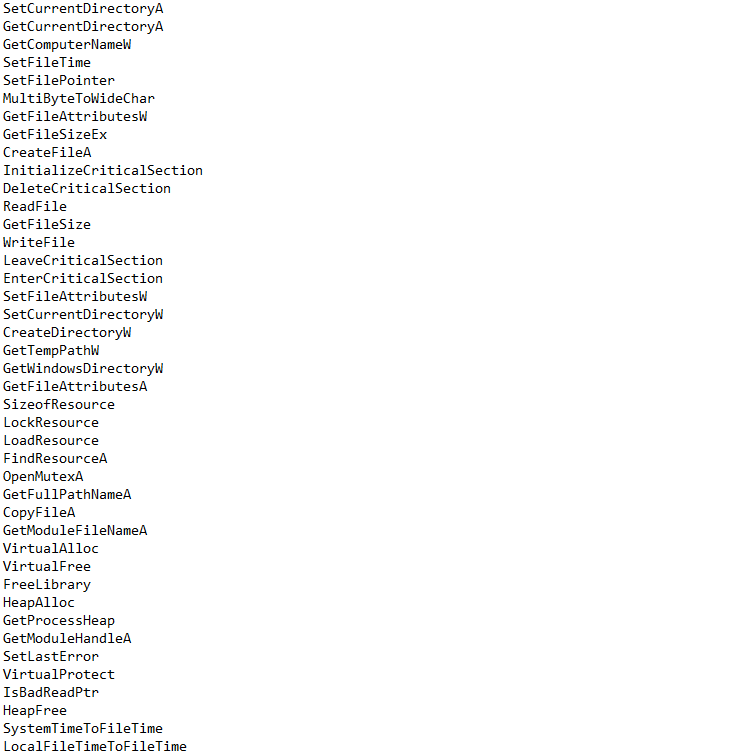 SetCurrentDirectoryA
GetCurrentDirectoryA
GetComputerNameW
SetFileTime
SetFilePointer
MultiByteToWideChar
GetFileAttributesW
GetFileSizeEx
CreateFileA
InitializeCriticalSection
DeleteCriticalSection
ReadFile
GetFileSize
WriteFile
LeaveCriticalSection
EnterCriticalSection
SetFileAttributesW
SetCurrentDirectoryW
CreateDirectoryW
GetTempPathW
GetWindowsDirectoryW
GetFileAttributesA
SizeofResource
LockResource
LoadResource
FindResourceA
OpenMutexA
GetFullPathNameA
CopyFileA
GetModuleFileNameA
VirtualAlloc
VirtualFree
FreeLibrary
HeapAlloc
GetProcessHeap
GetModuleHandleA
SetLastError
VirtualProtect
IsBadReadPtr
HeapFree
SystemTimeToFileTime
LocalFileTimeToFileTime